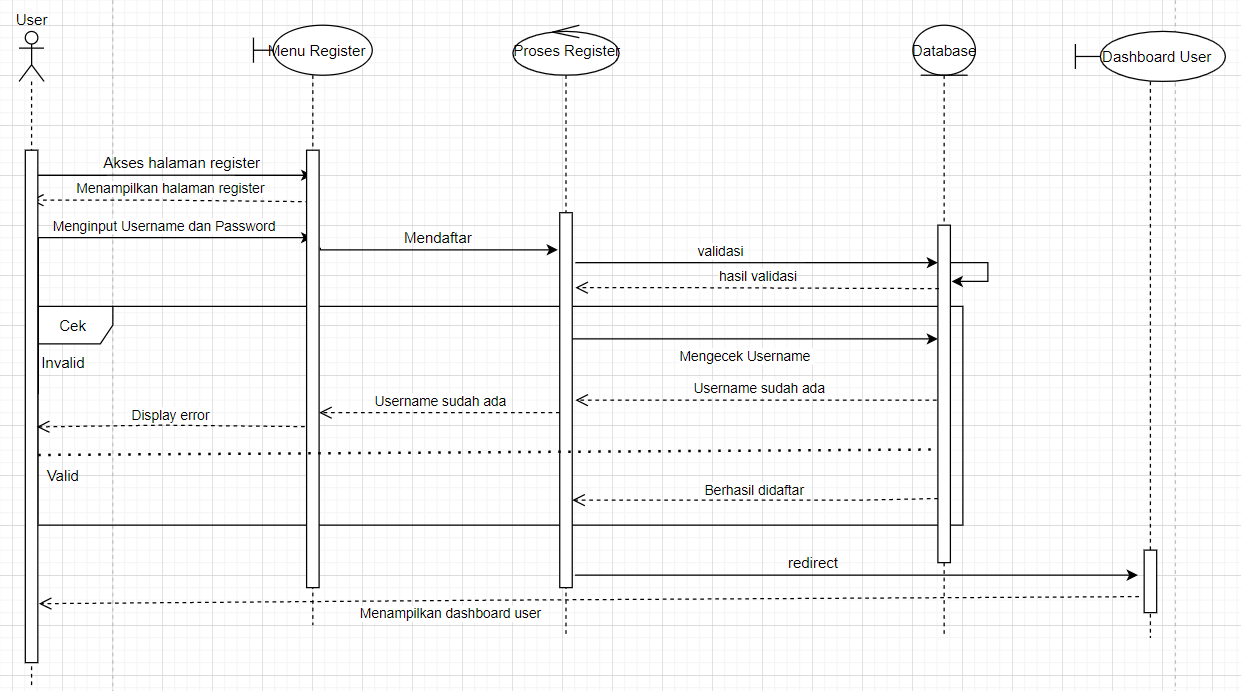 User
Menu Register
Proses Register
Database
Dashboard User
Akses halaman register
Menampilkan halaman register
Menginput Username dan Password
Mendaftar
validasi
hasil validasi
Cek
Invalid
Mengecek Username
Username sudah ada
Username sudah ada
Display error
Valid
Berhasil didaftar
redirect
Menampilkan dashboard user